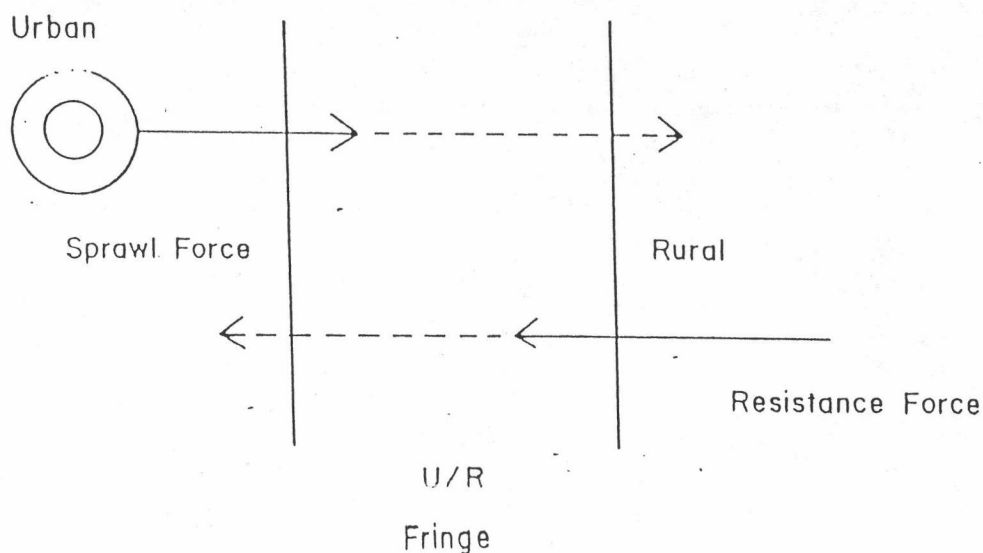 Urban
Sprawl Force
Rural
Resistance Force
U/R
Fringe